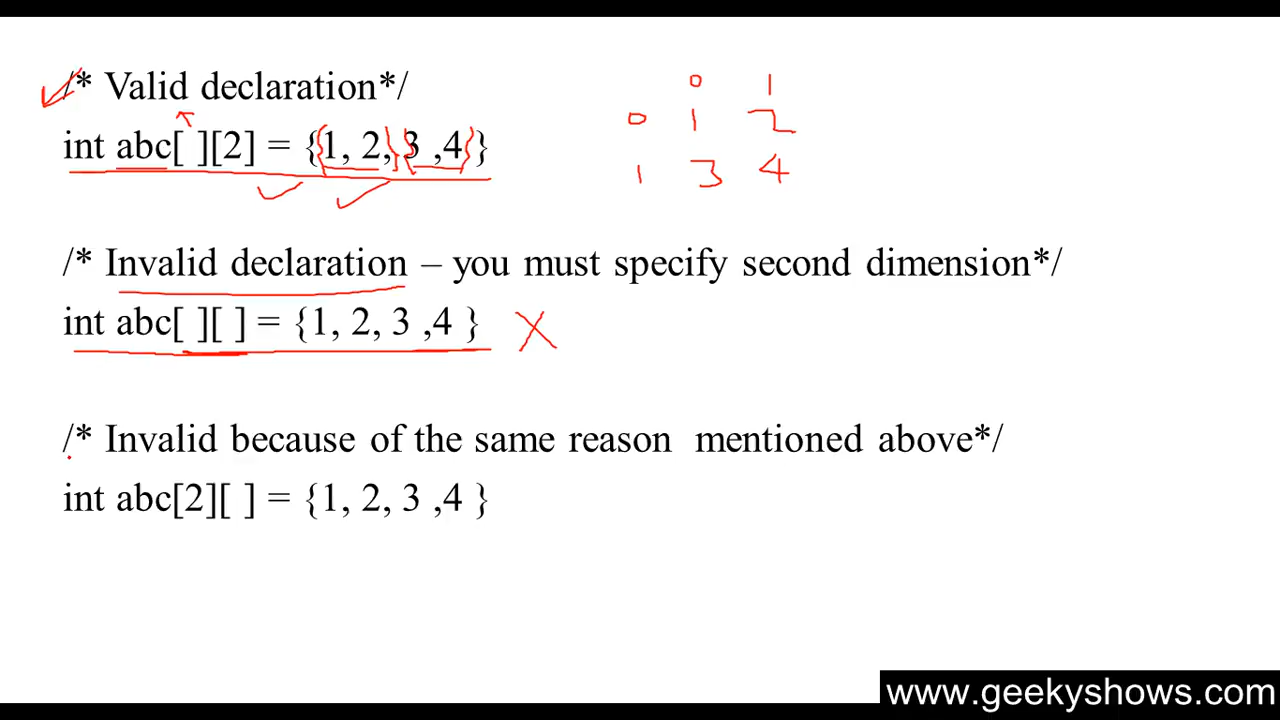 /* Valid declaration*/
int abc[ ][2] = {1, 2, 3 ,4 }
0 1
0 1 2
1 3 4
/* Invalid declaration – you must specify second dimension*/
int abc[ ][ ] = {1, 2, 3 ,4 }
/* Invalid because of the same reason  mentioned above*/
int abc[2][ ] = {1, 2, 3 ,4 }
www.geekyshows.com